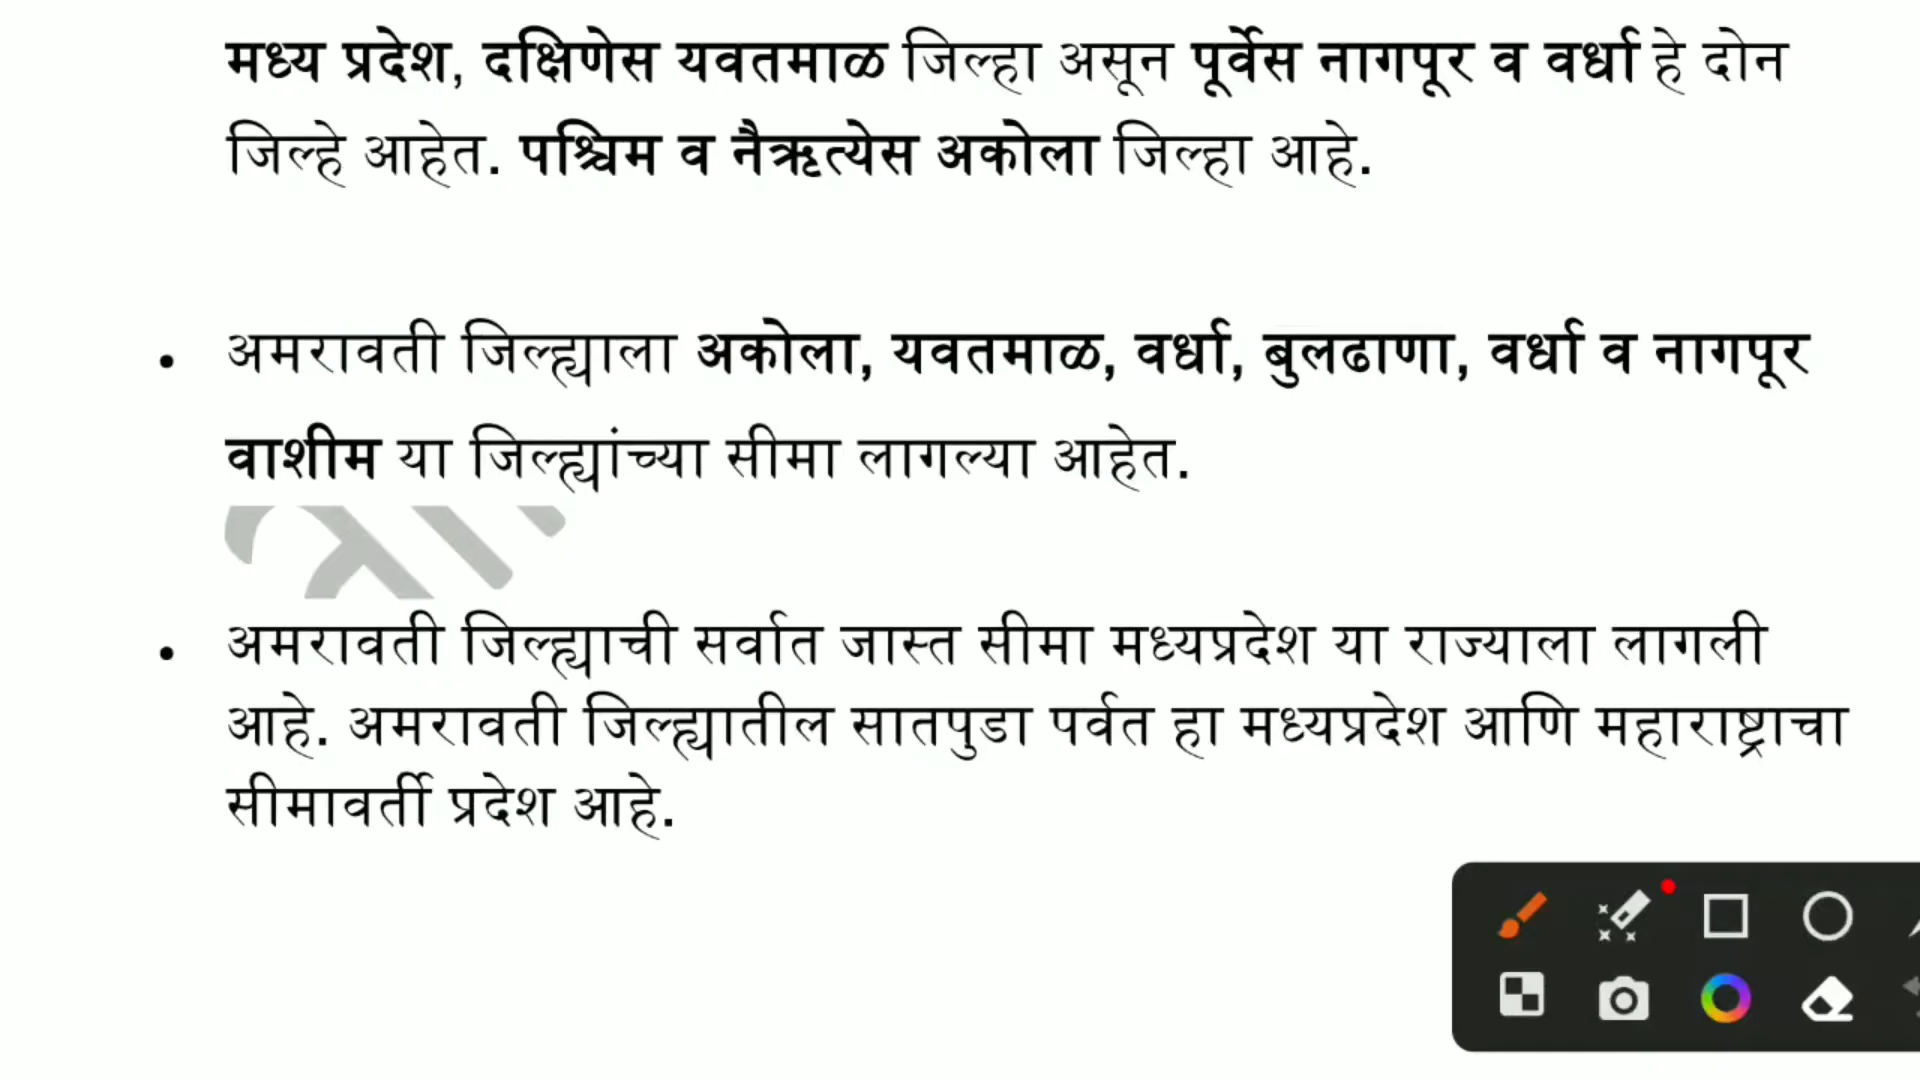 मध्य प्रदेश, दक्षिणेस यवतमाळ जिल्हा असून पूर्वेस नागपूर व वर्धा हे दोन
जिल्हे आहेत. पश्चिम व नैऋत्येस अकोला जिल्हा आहे.
• अमरावती जिल्ह्याला अकोला, यवतमाळ, वर्धा, बुलढाणा, वर्धा व नागपूर
वाशीम या जिल्ह्यांच्या सीमा लागल्या आहेत.
• अमरावती जिल्ह्याची सर्वात जास्त सीमा मध्यप्रदेश या राज्याला लागली
आहे. अमरावती जिल्ह्यातील सातपुडा पर्वत हा मध्यप्रदेश आणि महाराष्ट्राचा
सीमावर्ती प्रदेश आहे.